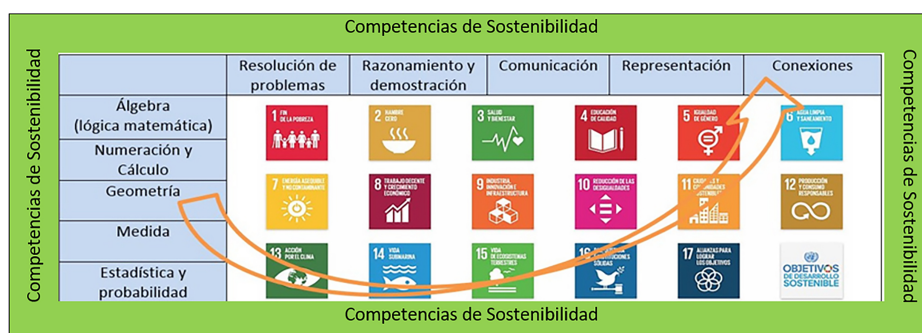 Competencias de Sostenibilidad
Competencias de Sostenibilidad
Competencias de Sostenibilidad
Resolución de
problemas
Razonamiento y
demostración
Comunicación
Representación
Conexiones
Álgebra
(lógica matemática)
Numeración y
Cálculo
Geometría
Medida
Estadística y
probabilidad
1 FIN
DE LA POBREZA
2 HAMBRE
CERO
3 SALUD
Y BIENESTAR
4 EDUCACIÓN
DE CALIDAD
5 IGUALDAD
DE GÉNERO
6 AGUA LIMPIA
Y SANEAMIENTO
7 ENERGÍA ASEQUIBLE
Y NO CONTAMINANTE
8 TRABAJO DECENTE
Y CRECIMIENTO
ECONÓMICO
9 INDUSTRIA,
INNOVACIÓN E
INFRAESTRUCTURA
10 REDUCCIÓN DE LAS
DESIGUALDADES
11
12 PRODUCCIÓN
Y CONSUMO
RESPONSABLES
13 ACCIÓN
POR EL CLIMA
14 VIDA
SUBMARINA
15 VIDA
DE ECOSISTEMAS
TERRESTRES
16
17 ALIANZAS PARA
LOGRAR
LOS OBJETIVOS
OBJETIVOS
DE DESARROLLO
SOSTENIBLE
Competencias de Sostenibilidad